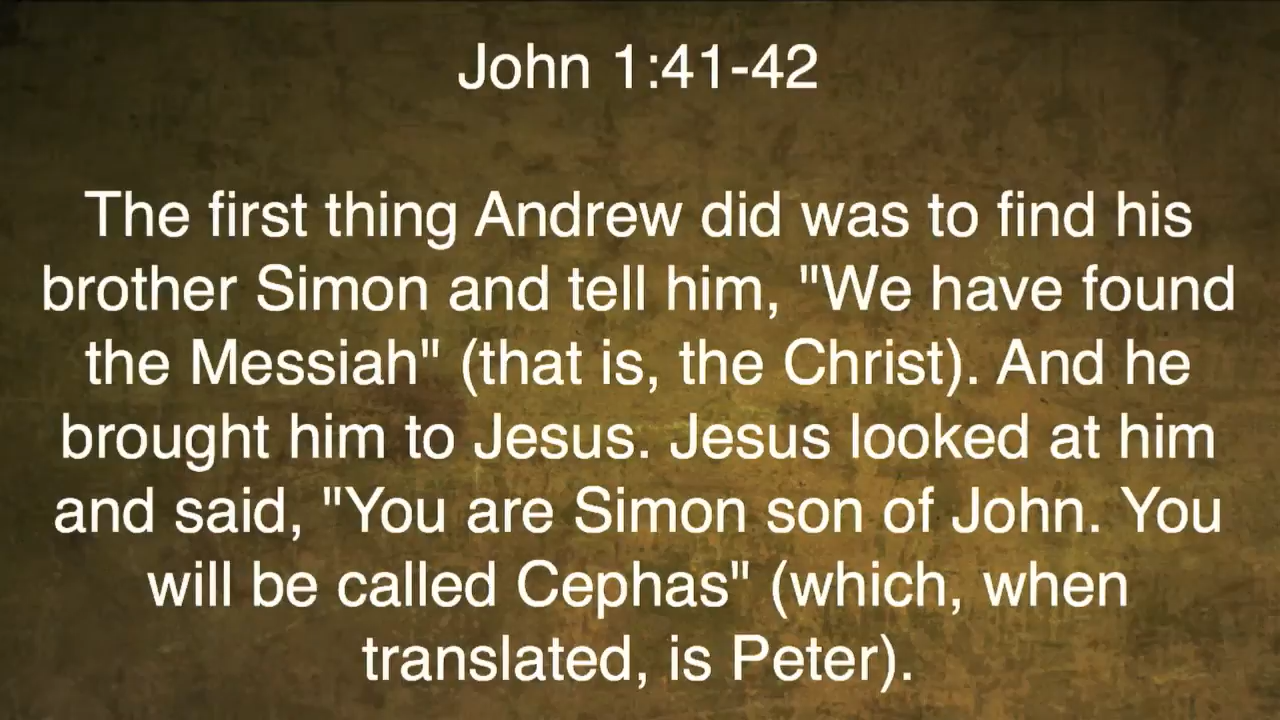 John 1:41-42
The first thing Andrew did was to find his
brother Simon and tell him, "We have found
the Messiah" (that is, the Christ). And he
brought him to Jesus. Jesus looked at him
and said, "You are Simon son of John. You
will be called Cephas" (which, when
translated, is Peter).